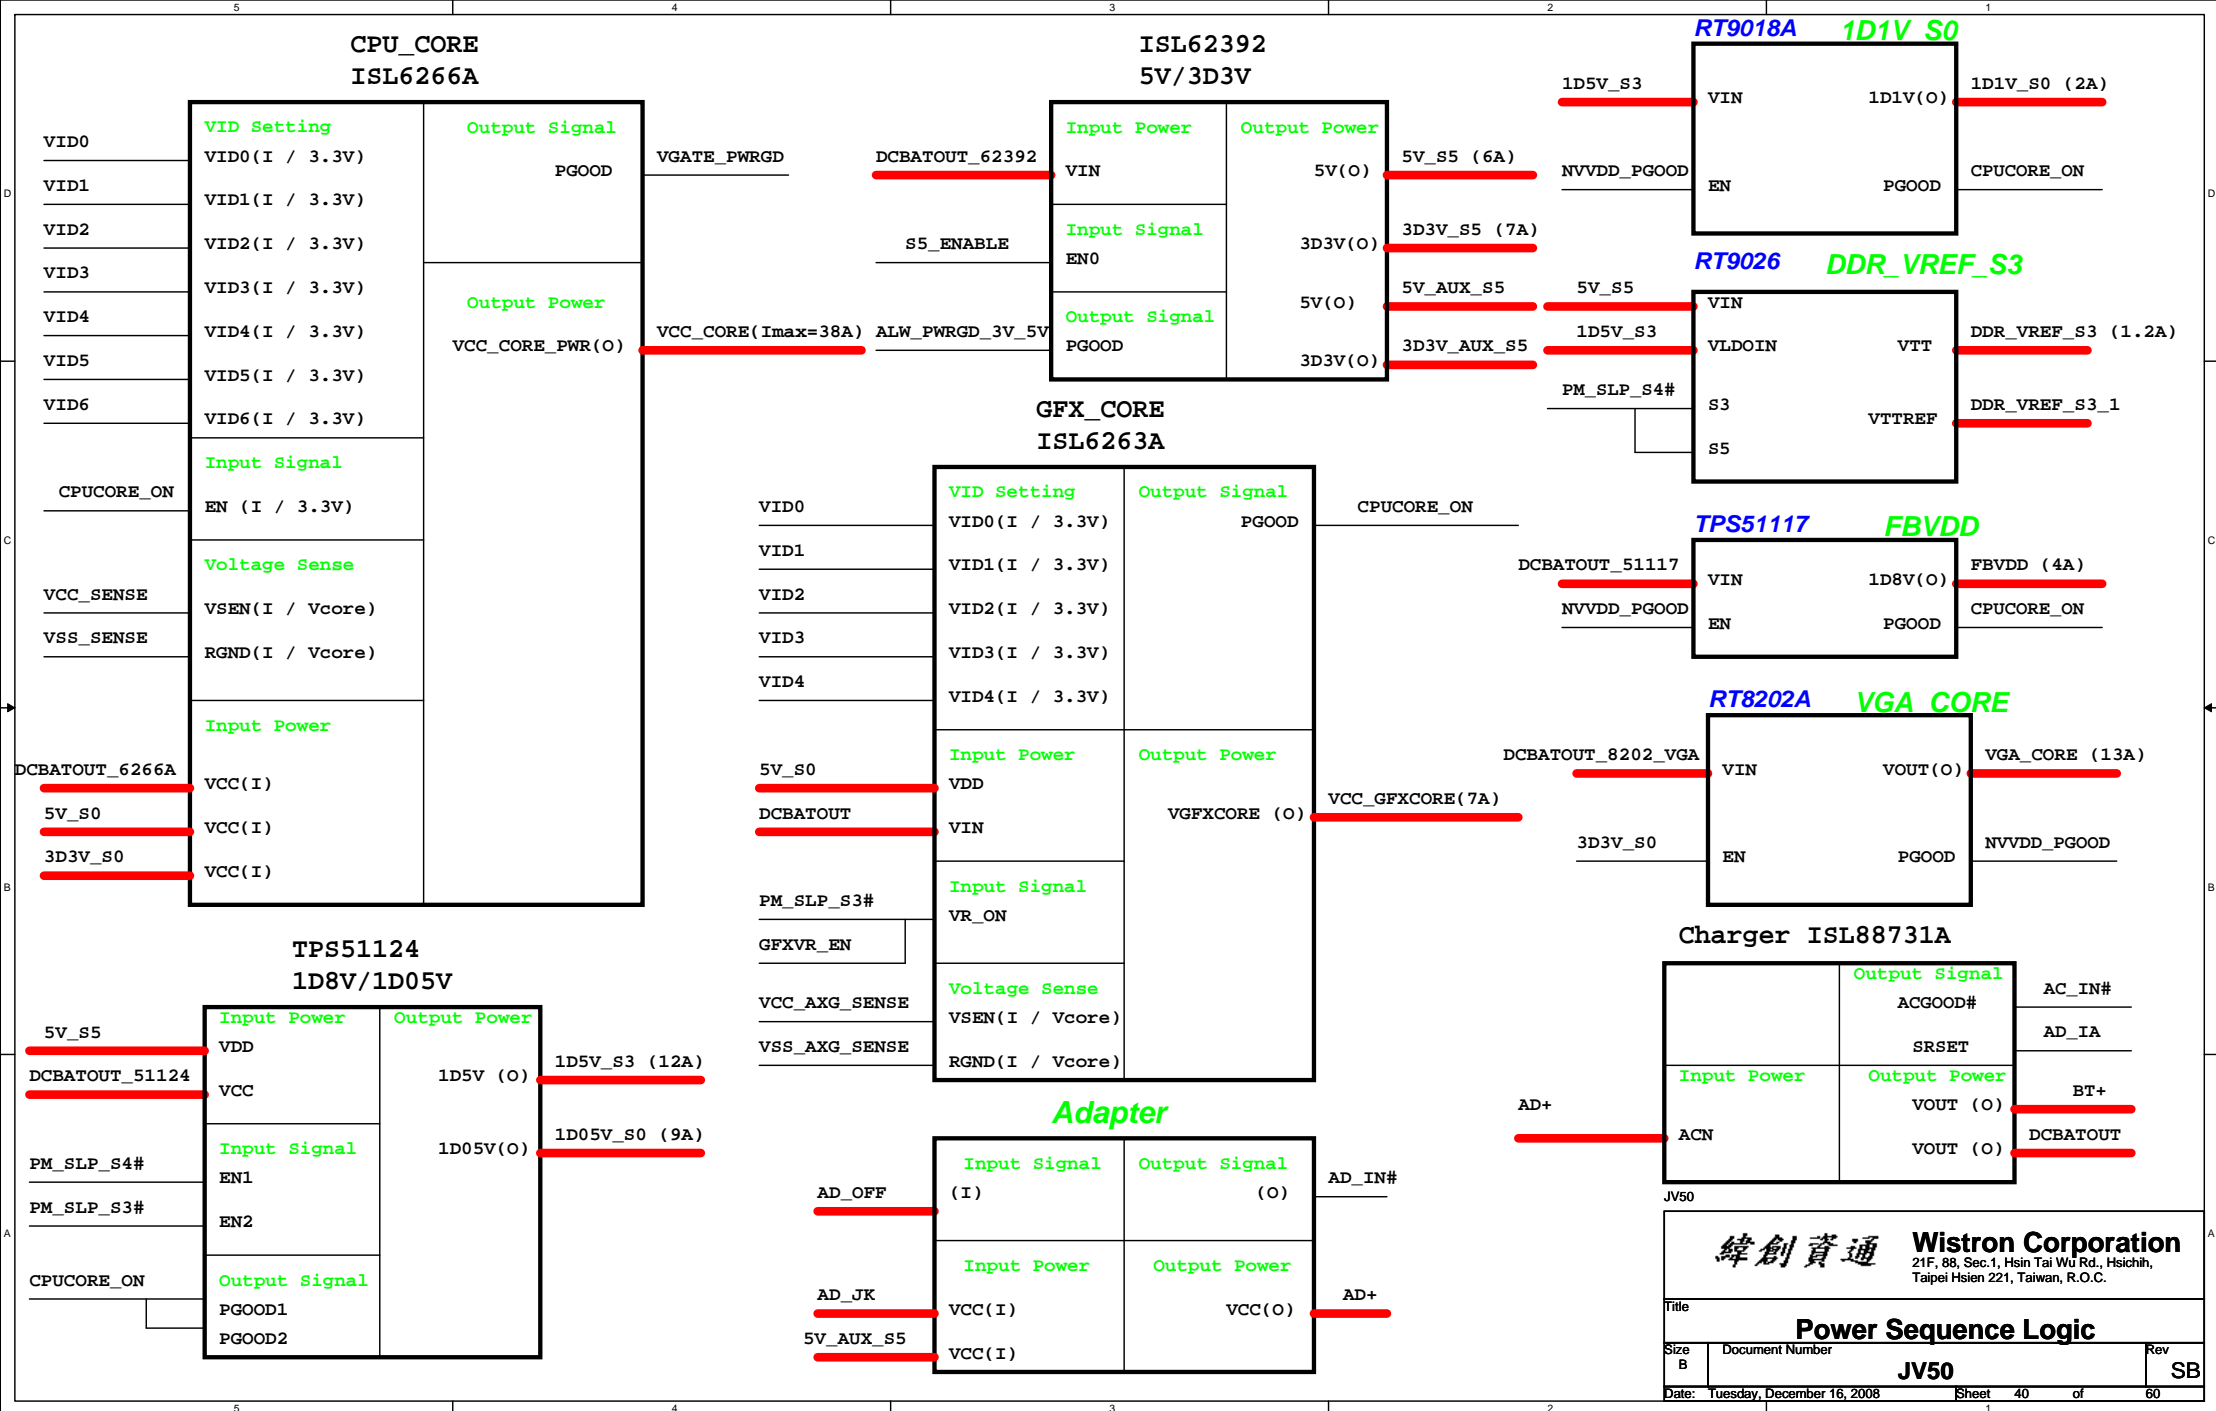 5 4 3 2 1
CPU_CORE
ISL6266A
VID Setting
Output Signal
VID0
VID0(I / 3.3V)
PGOOD
VGATE_PWRGD
VID1
VID1(I / 3.3V)
VID2
VID2(I / 3.3V)
VID3
VID3(I / 3.3V)
Output Power
VID4
VID4(I / 3.3V)
VCC_CORE_PWR(O)
VCC_CORE(Imax=38A)
VID5
VID5(I / 3.3V)
VID6
VID6(I / 3.3V)
Input Signal
CPUCORE_ON
EN (I / 3.3V)
Voltage Sense
VCC_SENSE
VSEN(I / Vcore)
VSS_SENSE
RGND(I / Vcore)
Input Power
DCBATOUT_6266A
VCC(I)
5V_S0
VCC(I)
3D3V_S0
VCC(I)
TPS51124
1D8V/1D05V
Input Power
Output Power
5V_S5
VDD
DCBATOUT_51124
VCC
1D5V (O)
1D5V_S3 (12A)
Input Signal
1D05V(O)
1D05V_S0 (9A)
PM_SLP_S4#
EN1
PM_SLP_S3#
EN2
CPUCORE_ON
Output Signal
PGOOD1
PGOOD2
ISL62392
5V/3D3V
Input Power
Output Power
DCBATOUT_62392
VIN
5V(O)
5V_S5 (6A)
Input Signal
S5_ENABLE
EN0
3D3V(O)
3D3V_S5 (7A)
Output Signal
5V(O)
5V_AUX_S5
ALW_PWRGD_3V_5V
PGOOD
3D3V(O)
3D3V_AUX_S5
GFX_CORE
ISL6263A
VID Setting
Output Signal
VID0
VID0(I / 3.3V)
PGOOD
CPUCORE_ON
VID1
VID1(I / 3.3V)
VID2
VID2(I / 3.3V)
VID3
VID3(I / 3.3V)
VID4
VID4(I / 3.3V)
Input Power
Output Power
5V_S0
VDD
DCBATOUT
VIN
VGFXCORE (O)
VCC_GFXCORE(7A)
Input Signal
PM_SLP_S3#
VR_ON
GFXVR_EN
Voltage Sense
VCC_AXG_SENSE
VSEN(I / Vcore)
VSS_AXG_SENSE
RGND(I / Vcore)
Adapter
Input Signal
Output Signal
AD_OFF
(I)
(O)
AD_IN#
Input Power
Output Power
AD_JK
VCC(I)
VCC(O)
AD+
5V_AUX_S5
VCC(I)
RT9018A
1D1V_S0
1D5V_S3
VIN
1D1V(O)
1D1V_S0 (2A)
NVVDD_PGOOD
EN
PGOOD
CPUCORE_ON
RT9026
DDR_VREF_S3
5V_S5
VIN
1D5V_S3
VLDOIN
VTT
DDR_VREF_S3 (1.2A)
PM_SLP_S4#
S3
VTTREF
DDR_VREF_S3_1
S5
TPS51117
FBVDD
DCBATOUT_51117
VIN
1D8V(O)
FBVDD (4A)
NVVDD_PGOOD
EN
PGOOD
CPUCORE_ON
RT8202A
VGA_CORE
DCBATOUT_8202_VGA
VIN
VOUT(O)
VGA_CORE (13A)
3D3V_S0
EN
PGOOD
NVVDD_PGOOD
Charger ISL88731A
Output Signal
ACGOOD#
AC_IN#
SRSET
AD_IA
Input Power
Output Power
AD+
ACN
VOUT (O)
BT+
VOUT (O)
DCBATOUT
JV50
緯創資通
Wistron Corporation
21F, 88, Sec.1, Hsin Tai Wu Rd., Hsichih,
Taipei Hsien 221, Taiwan, R.O.C.
Title
Power Sequence Logic
Size
B
Document Number
JV50
Rev
SB
Date: Tuesday, December 16, 2008
Sheet 40 of 60
D
C
B
A
D
C
B
A
5 4 3 2 1